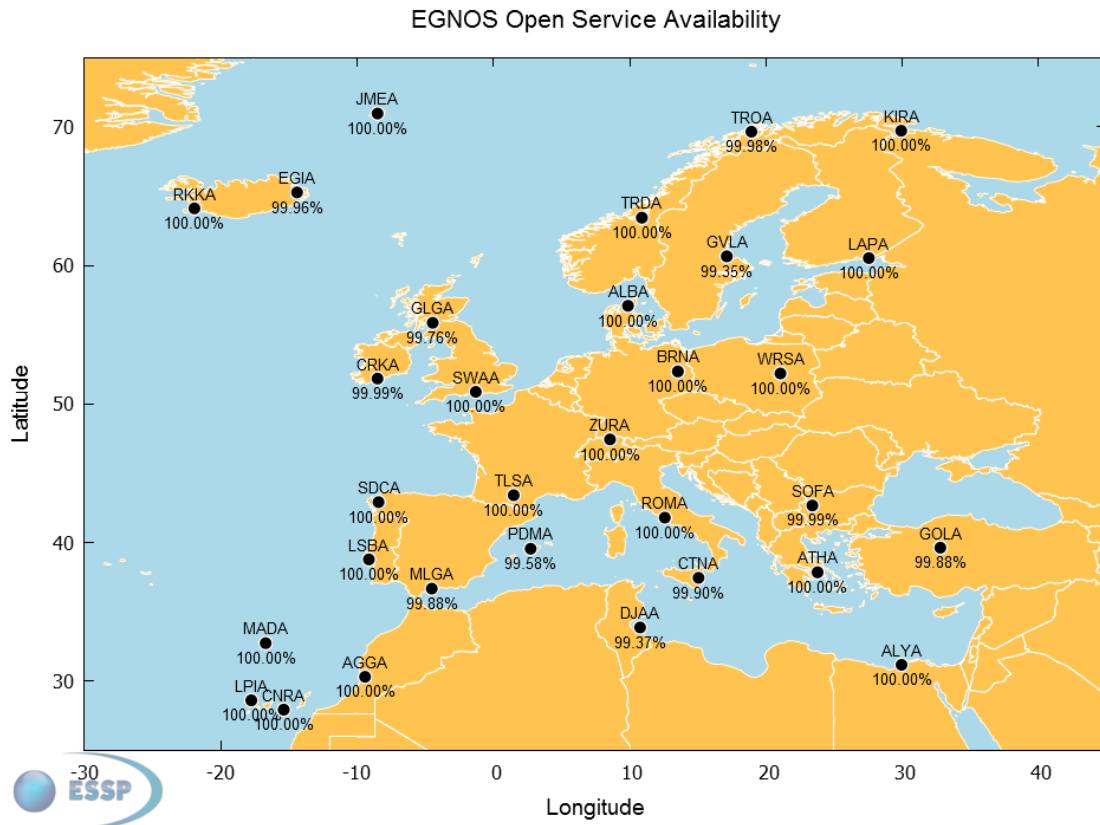 EGNOS Open Service Availability
JMEA
100.00%
TROA
99.98%
KIRA
100.00%
EGIA
99.96%
RKKA
100.00%
TRDA
100.00%
GVLA
99.35%
LAPA
100.00%
ALBA
100.00%
GLGA
99.76%
CRKA
99.99%
SWAA
100.00%
BRNA
100.00%
WRSA
100.00%
ZURA
100.00%
TLSA
100.00%
SDCA
100.00%
ROMA
100.00%
SOFA
99.99%
PDMA
99.58%
GOLA
99.88%
LSBA
100.00%
MLGA
99.88%
CTNA
99.90%
ATHA
100.00%
DJAA
99.37%
MADA
100.00%
AGGA
100.00%
ALYA
100.00%
LPIA
100.00%
CNRA
100.00%
70
60
50
40
30
Latitude
-30 -20 -10 0 10 20 30 40
Longitude
ESSP